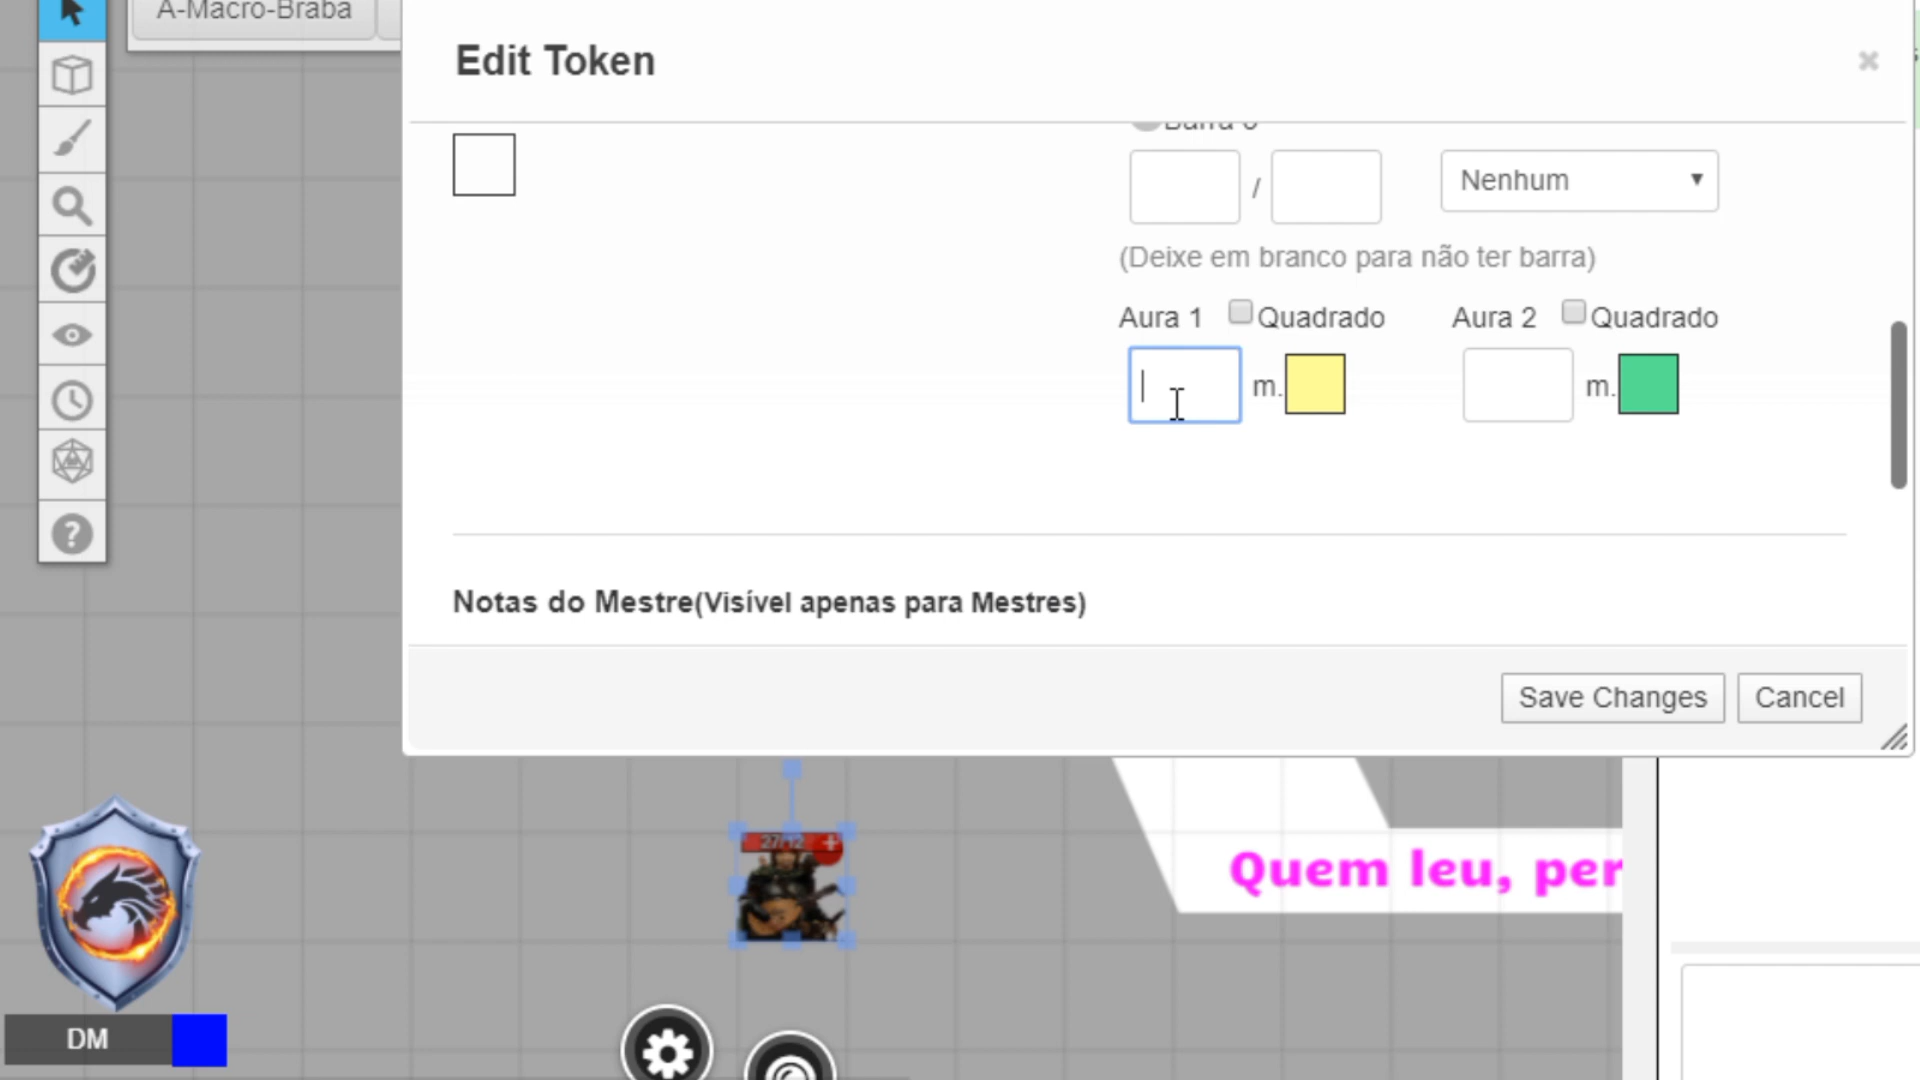 A-Macro-Braba
Edit Token
/
Nenhum
(Deixe em branco para não ter barra)
Aura 1 Quadrado Aura 2 Quadrado
m. m.
Notas do Mestre(Visível apenas para Mestres)
Save Changes Cancel
Quem leu, per
DM